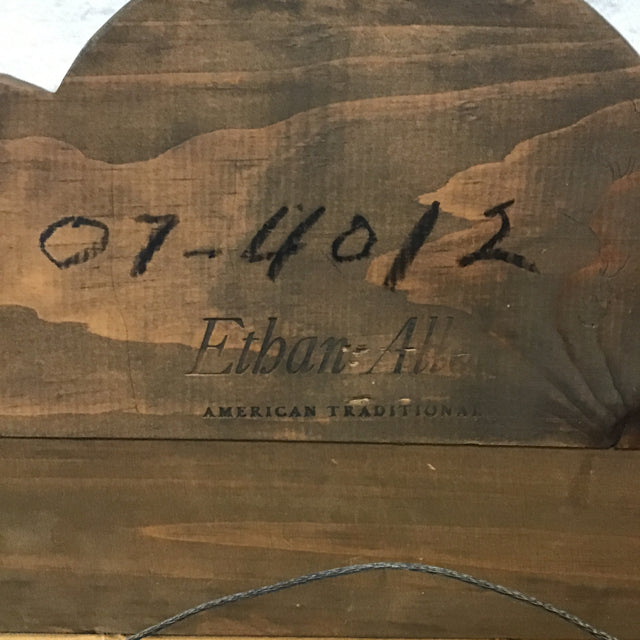 07-4012
Ethan-All
AMERICAN TRADITIONAL